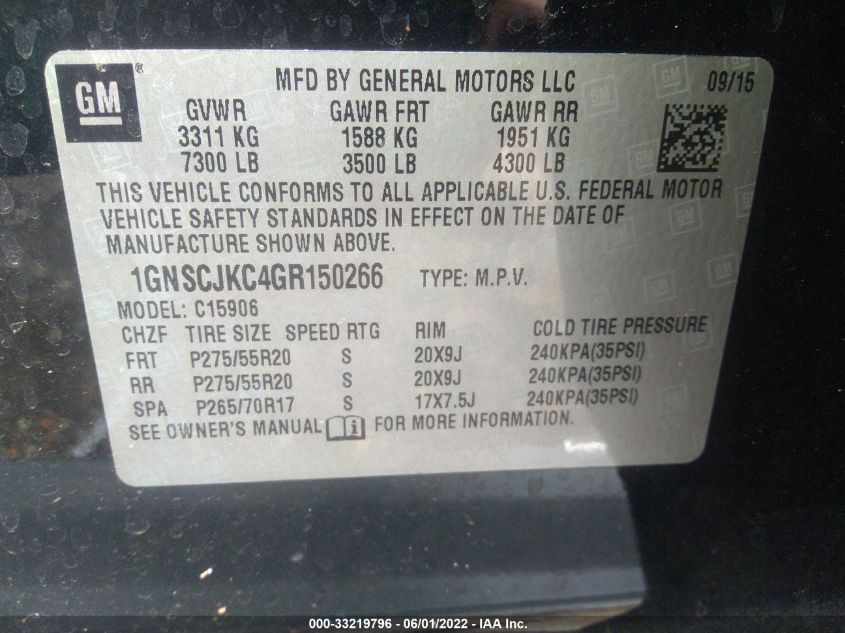 GM
MFD BY GENERAL MOTORS LLC 09/15
GVWR GAWR FRT GAWR RR
3311 KG 1588 KG 1951 KG
7300 LB 3500 LB 4300 LB
THIS VEHICLE CONFORMS TO ALL APPLICABLE U.S. FEDERAL MOTOR
VEHICLE SAFETY STANDARDS IN EFFECT ON THE DATE OF
MANUFACTURE SHOWN ABOVE.
1GNSCJKC4GR150266 TYPE: M.P.V.
MODEL: C15906
CHZF TIRE SIZE SPEED RTG RIM COLD TIRE PRESSURE
FRT P275/55R20 S 20X9J 240KPA(35PSI)
RR P275/55R20 S 20X9J 240KPA(35PSI)
SPA P265/70R17 S 17X7.5J 240KPA(35PSI)
SEE OWNER'S MANUAL FOR MORE INFORMATION.
000-33219796 - 06/01/2022 - IAA Inc.